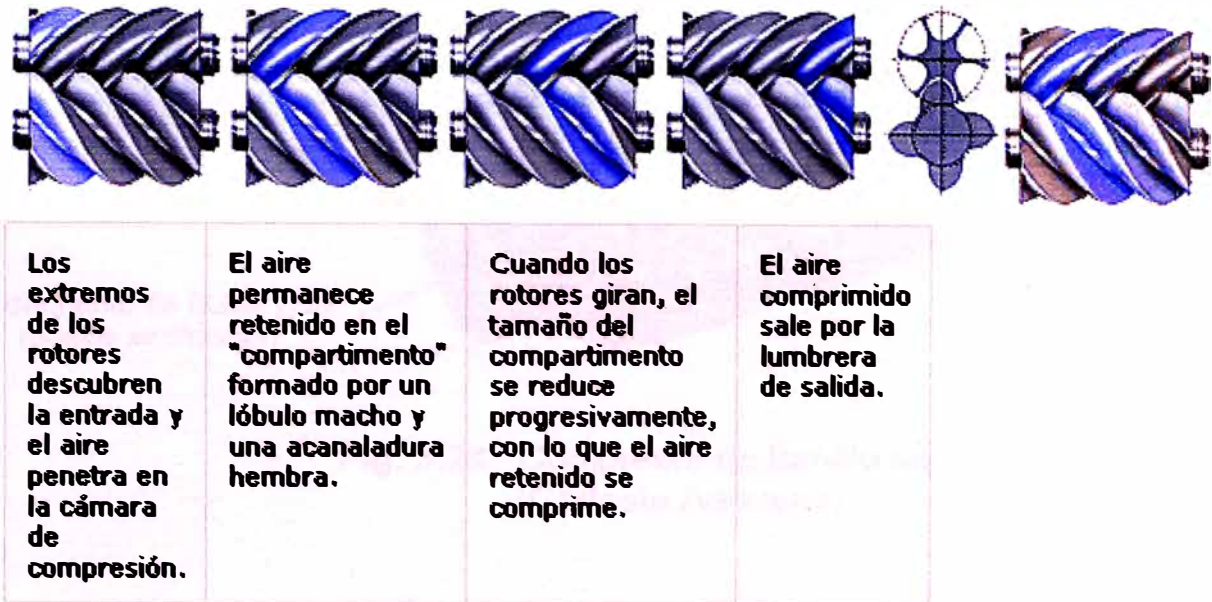 Los
extremos
de los
rotores
descubren
la entrada y
el aire
penetra en
la cámara
de
compresión.
El aire
permanece
retenido en el
"compartimento"
formado por un
lóbulo macho y
una acanaladura
hembra.
Cuando los
rotores giran, el
tamaño del
compartimento
se reduce
progresivamente,
con lo que el aire
retenido se
comprime.
El aire
comprimido
sale por la
lumbrera
de salida.